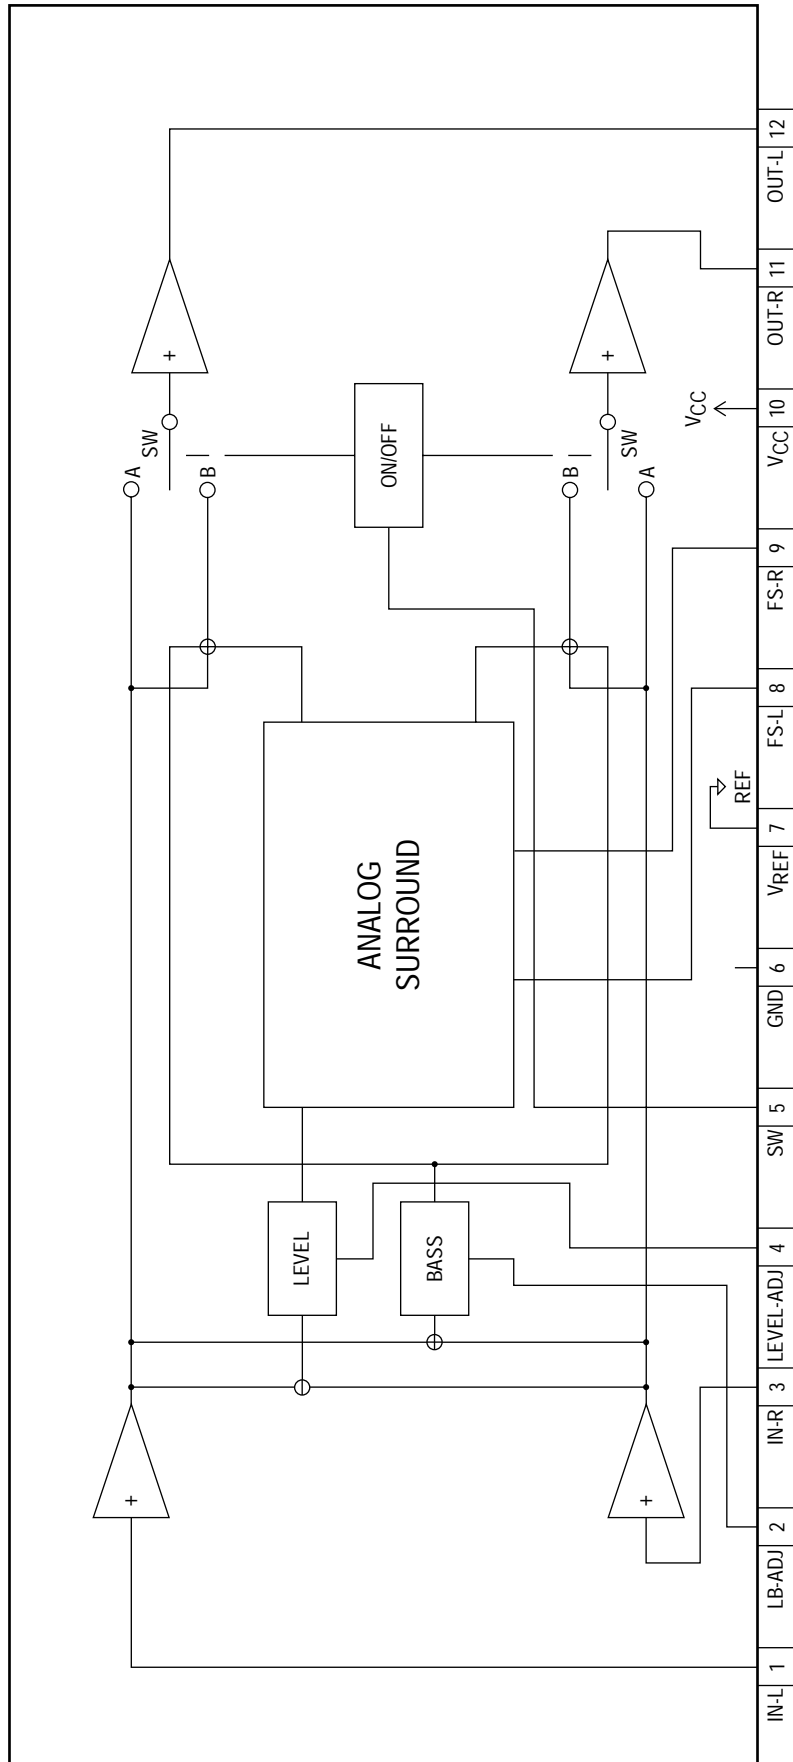 +
+
LEVEL
BASS
ANALOG
SURROUND
ON/OFF
A
SW
B
B
SW
A
+
+
REF
VCC
1
IN-L
2
LB-ADJ
3
IN-R
4
LEVEL-ADJ
5
SW
6
GND
7
VREF
8
FS-L
9
FS-R
10
VCC
11
OUT-R
12
OUT-L